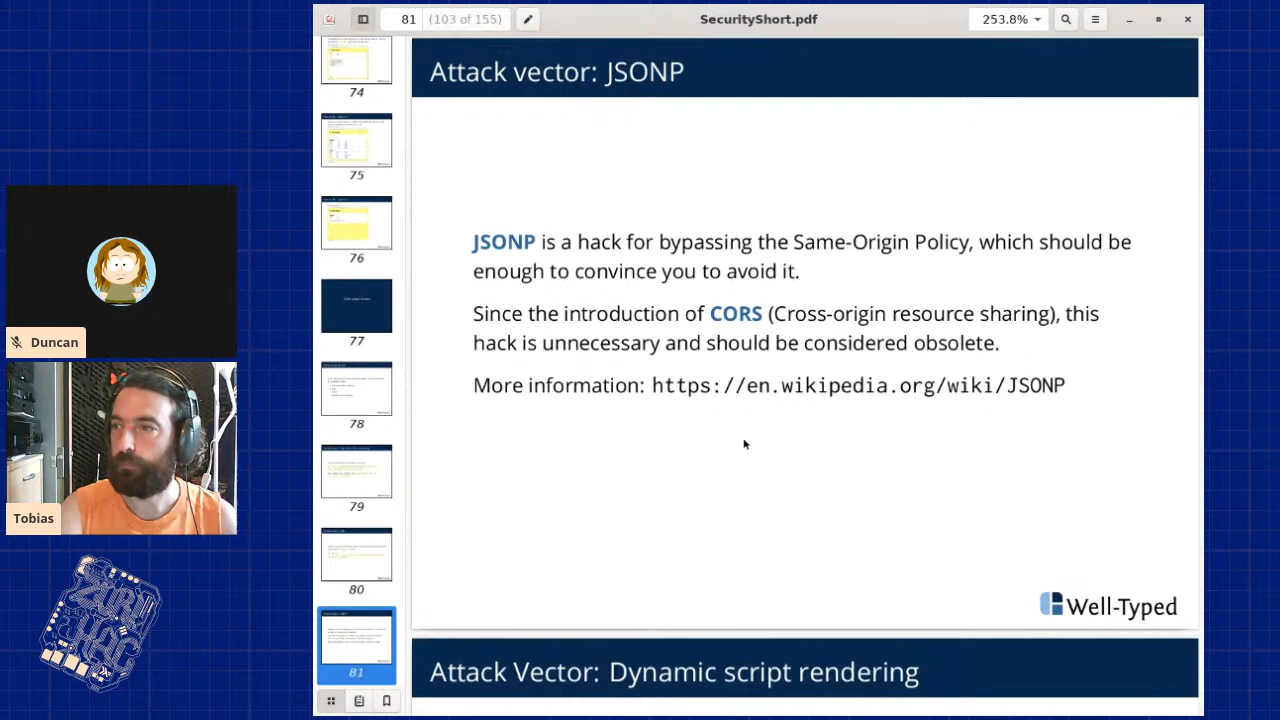 81 (103 of 155)
SecurityShort.pdf
253.8%
74
75
76
77
78
79
80
81
Attack vector: JSONP
JSONP is a hack for bypassing the Same-Origin Policy, which should be
enough to convince you to avoid it.
Since the introduction of CORS (Cross-origin resource sharing), this
hack is unnecessary and should be considered obsolete.
More information: https://en.wikipedia.org/wiki/JSONP
Well-Typed
Attack Vector: Dynamic script rendering
Duncan
Tobias